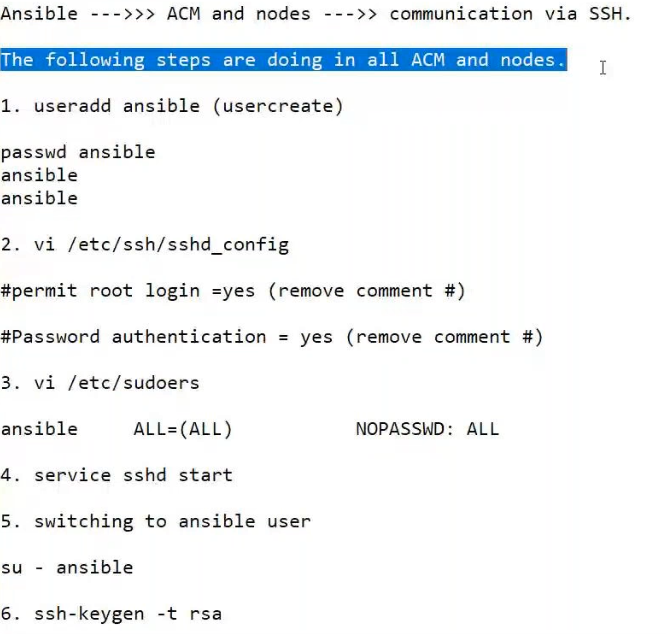 Ansible --->>> ACM and nodes --->> communication via SSH.
The following steps are doing in all ACM and nodes.
1. useradd ansible (usercreate)
passwd ansible
ansible
ansible
2. vi /etc/ssh/sshd_config
#permit root login =yes (remove comment #)
#Password authentication = yes (remove comment #)
3. vi /etc/sudoers
ansible     ALL=(ALL)           NOPASSWD: ALL
4. service sshd start
5. switching to ansible user
su - ansible
6. ssh-keygen -t rsa